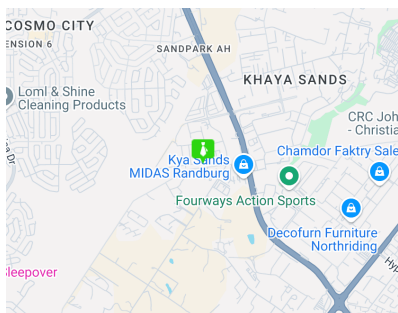 COSMO CITY
ENSION 6
SANDPARK AH
KHAYA SANDS
Loml & Shine
Cleaning Products
CRC Joh
- Christia
Kya Sands
MIDAS Randburg
Chamdor Faktry Sale
Fourways Action Sports
Decofurn Furniture
Northriding
Sleepover
Hyp